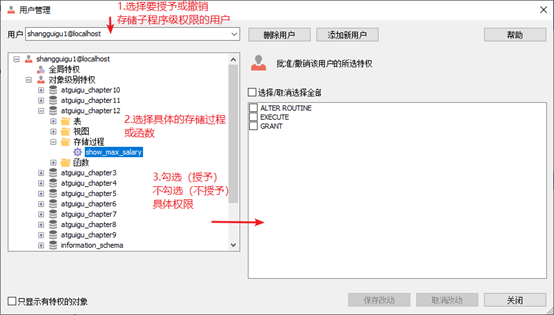 用户管理
1.选择要授予或撤销
存储子程序级权限的用户
用户 shangguigu1@localhost
删除用户
添加新用户
帮助
shangguigu1@localhost
全局特权
对象级别特权
atguigu_chapter10
atguigu_chapter11
atguigu_chapter12
表
视图
存储过程
show_max_salary
函数
atguigu_chapter3
atguigu_chapter4
atguigu_chapter5
atguigu_chapter6
atguigu_chapter7
atguigu_chapter8
atguigu_chapter9
information_schema
2.选择具体的存储过程
或函数
3.勾选（授予）
不勾选（不授予）
具体权限
批准/撤销该用户的所选特权
选择/取消选择全部
ALTER ROUTINE
EXECUTE
GRANT
只显示有特权的对象
保存改动
取消改动
关闭